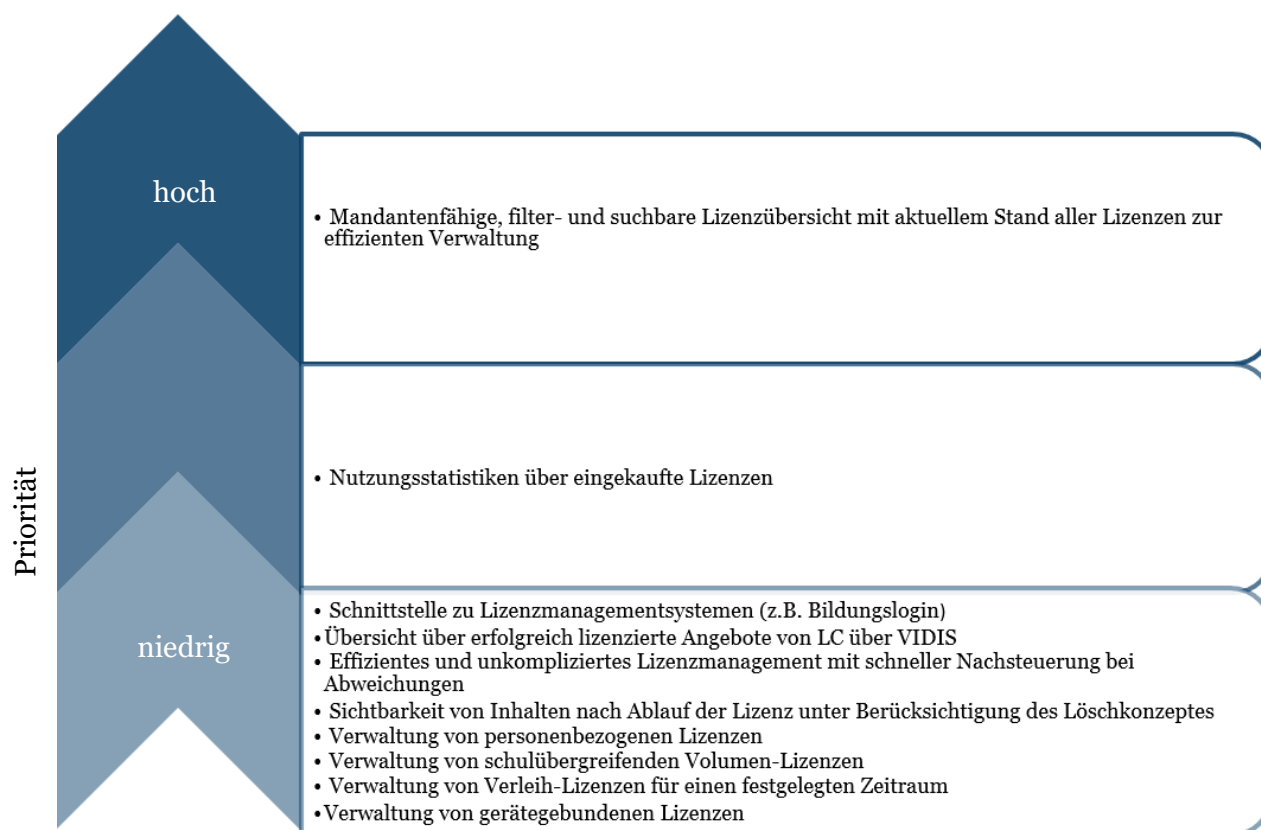 hoch
• Mandantenfähige, filter- und suchbare Lizenzübersicht mit aktuellem Stand aller Lizenzen zur
effizienten Verwaltung
• Nutzungsstatistiken über eingekaufte Lizenzen
Priorität
niedrig
• Schnittstelle zu Lizenzmanagementsystemen (z.B. Bildungslogin)
•Übersicht über erfolgreich lizenzierte Angebote von LC über VIDIS
• Effizientes und unkompliziertes Lizenzmanagement mit schneller Nachsteuerung bei
Abweichungen
• Sichtbarkeit von Inhalten nach Ablauf der Lizenz unter Berücksichtigung des Löschkonzeptes
• Verwaltung von personenbezogenen Lizenzen
• Verwaltung von schulübergreifenden Volumen-Lizenzen
• Verwaltung von Verleih-Lizenzen für einen festgelegten Zeitraum
•Verwaltung von gerätegebundenen Lizenzen